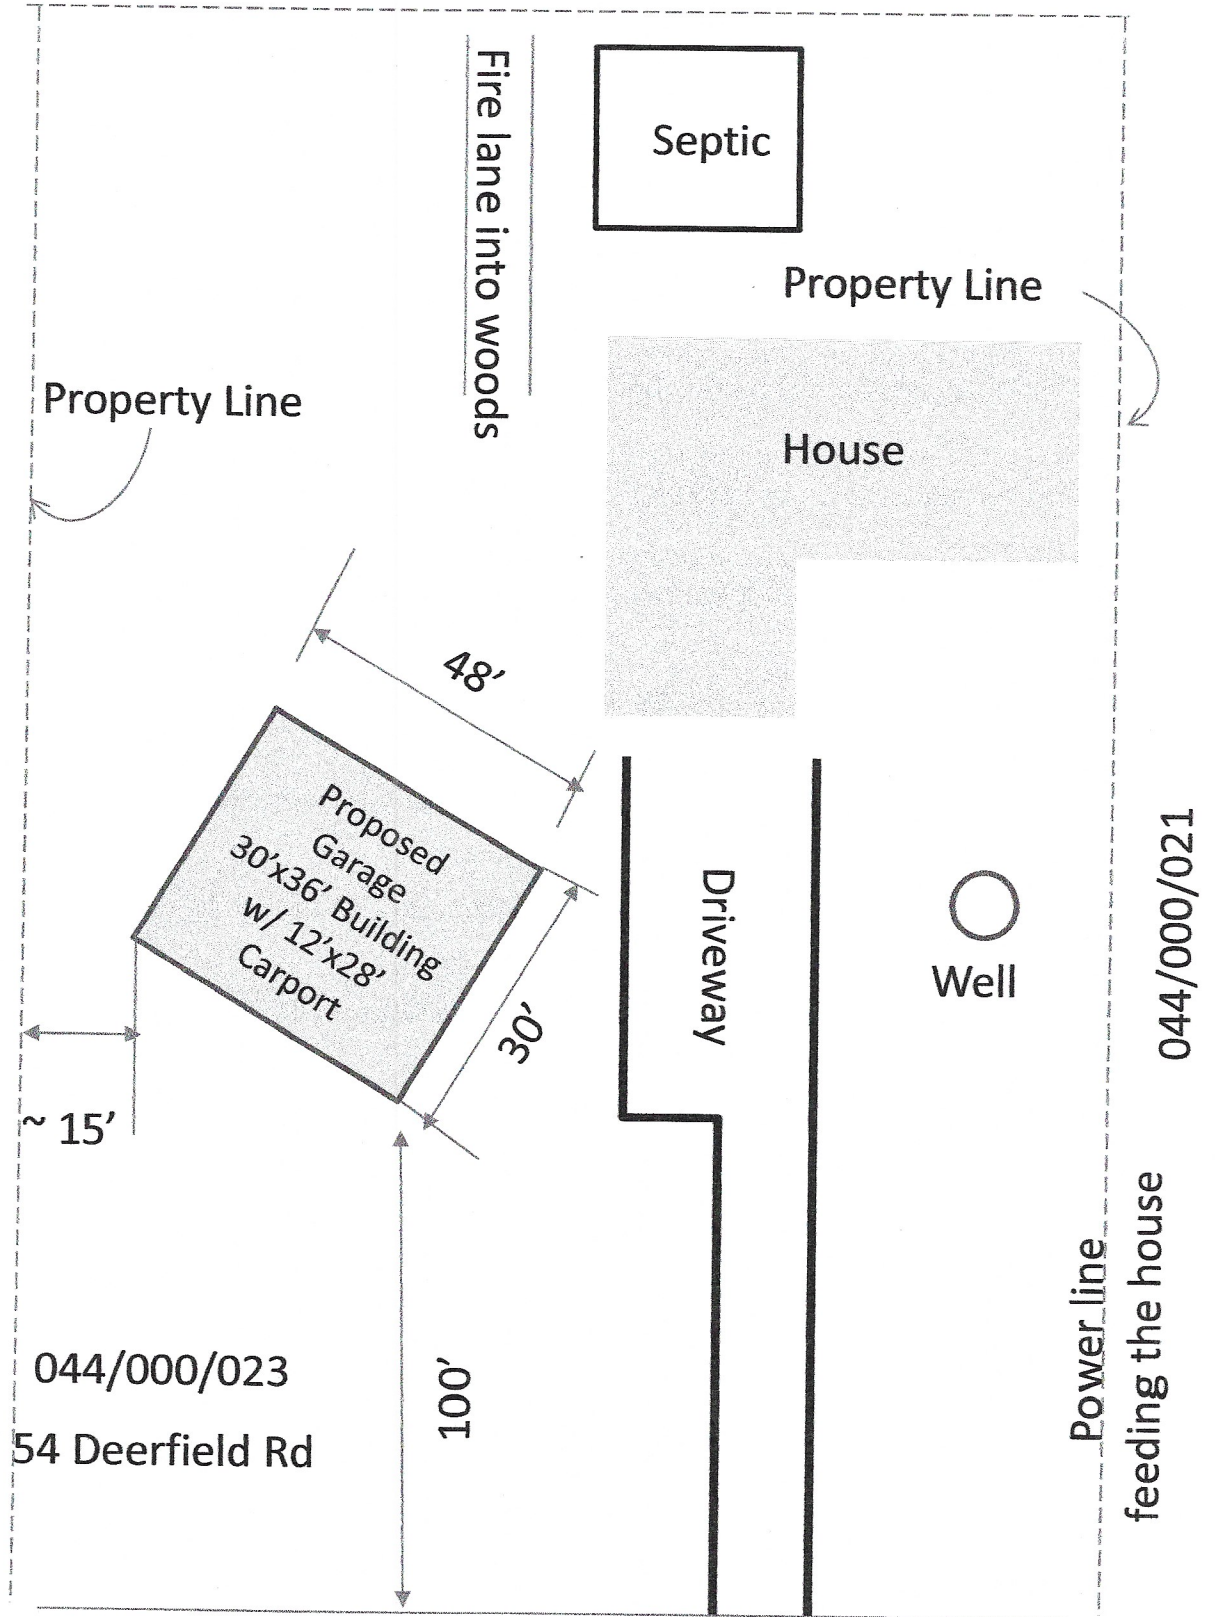 Fire lane into woods
Septic
Property Line
Property Line
House
48’
Proposed
Garage
30’x36’ Building
w/ 12’x28’
Carport
30’
Driveway
Well
044/000/021
~ 15’
100’
044/000/023
54 Deerfield Rd
Power line
feeding the house